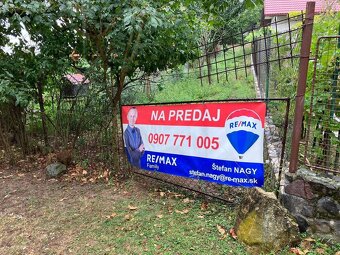 NA PREDAJ
0907 771 005
RE/MAX
Family
RE/MAX
Štefan NAGY
stefan.nagy@re-max.sk